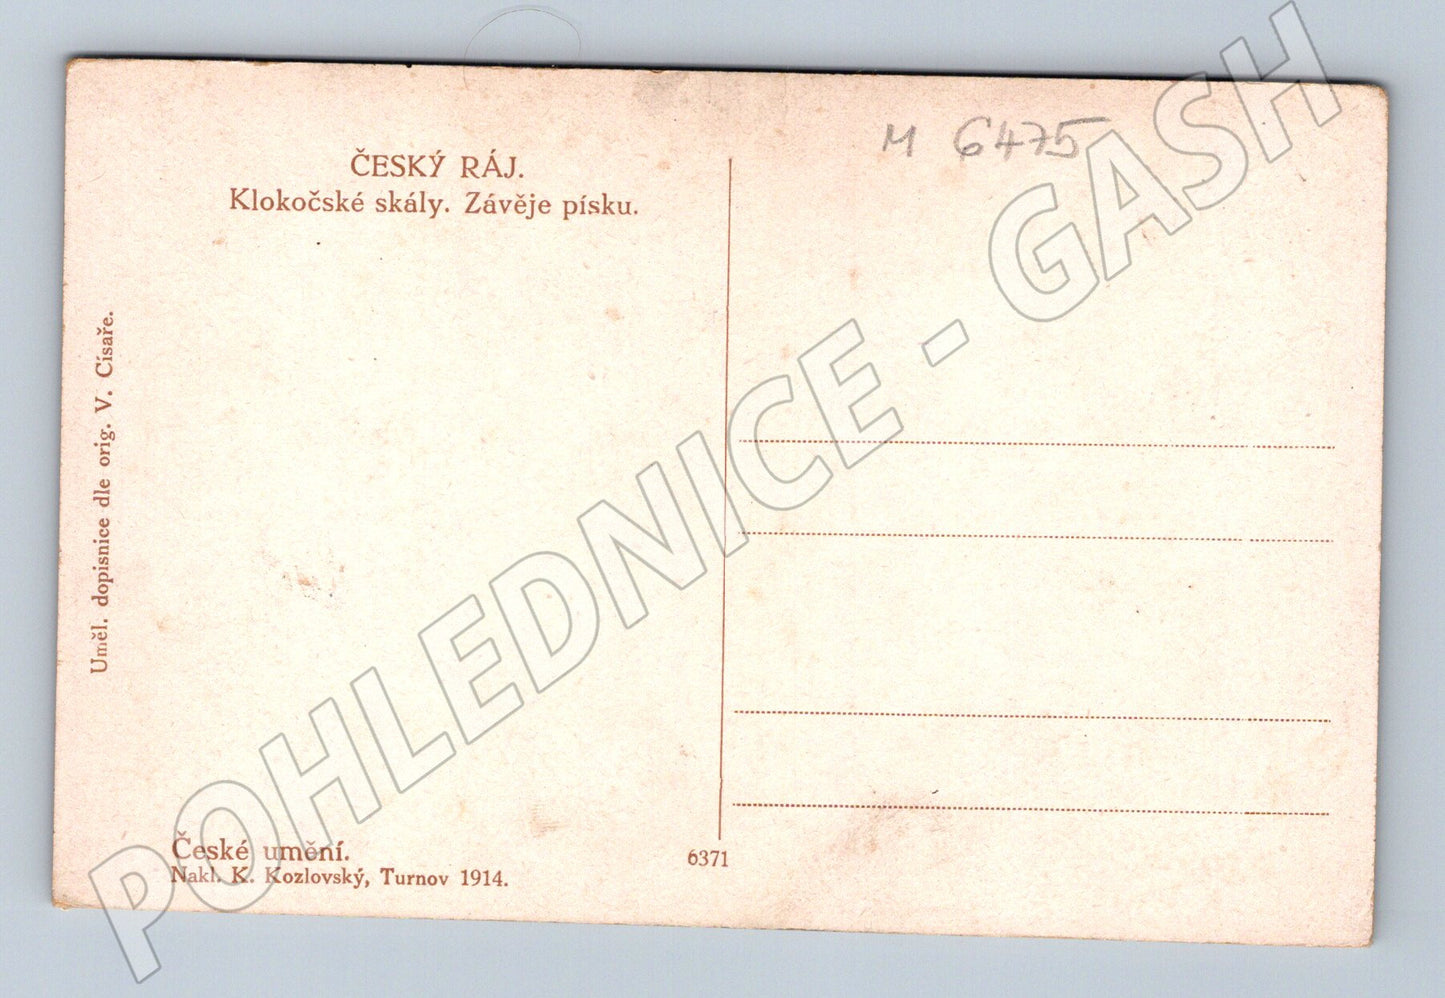 ČESKÝ RÁJ.
Klokočské skály. Závěje písku.
M 6475
Uměl. dopisnice dle orig. V. Císaře.
České umění.
Nakl. K. Kozlovský, Turnov 1914.
6371
POHLEDNICE - GASH